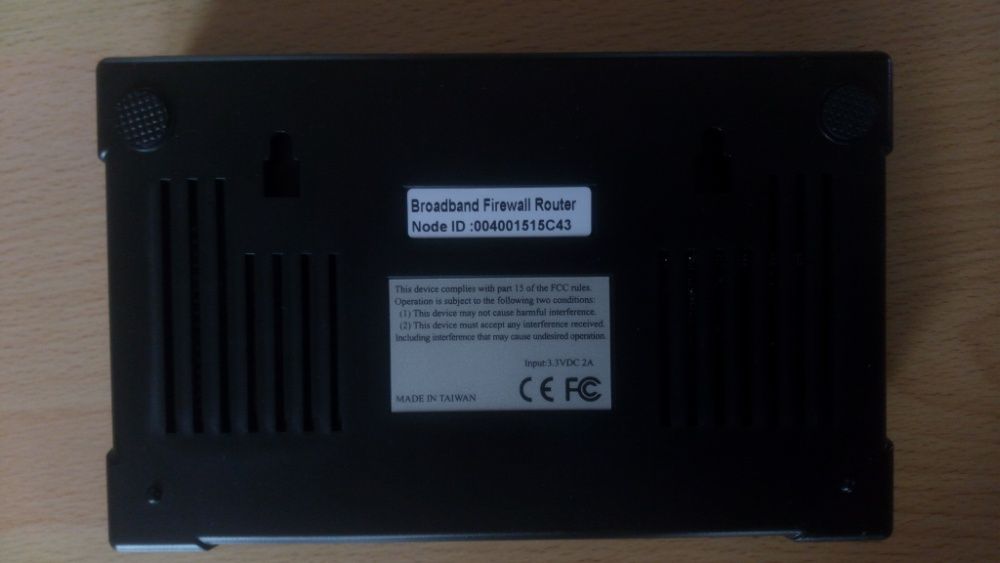 Broadband Firewall Router
Node ID :004001515C43
This device complies with part 15 of the FCC rules.
Operation is subject to the following two conditions:
(1) This device may not cause harmful interference.
(2) This device must accept any interference received.
Including interference that may cause undesired operation.
Input:3.3VDC 2A
MADE IN TAIWAN CE FC